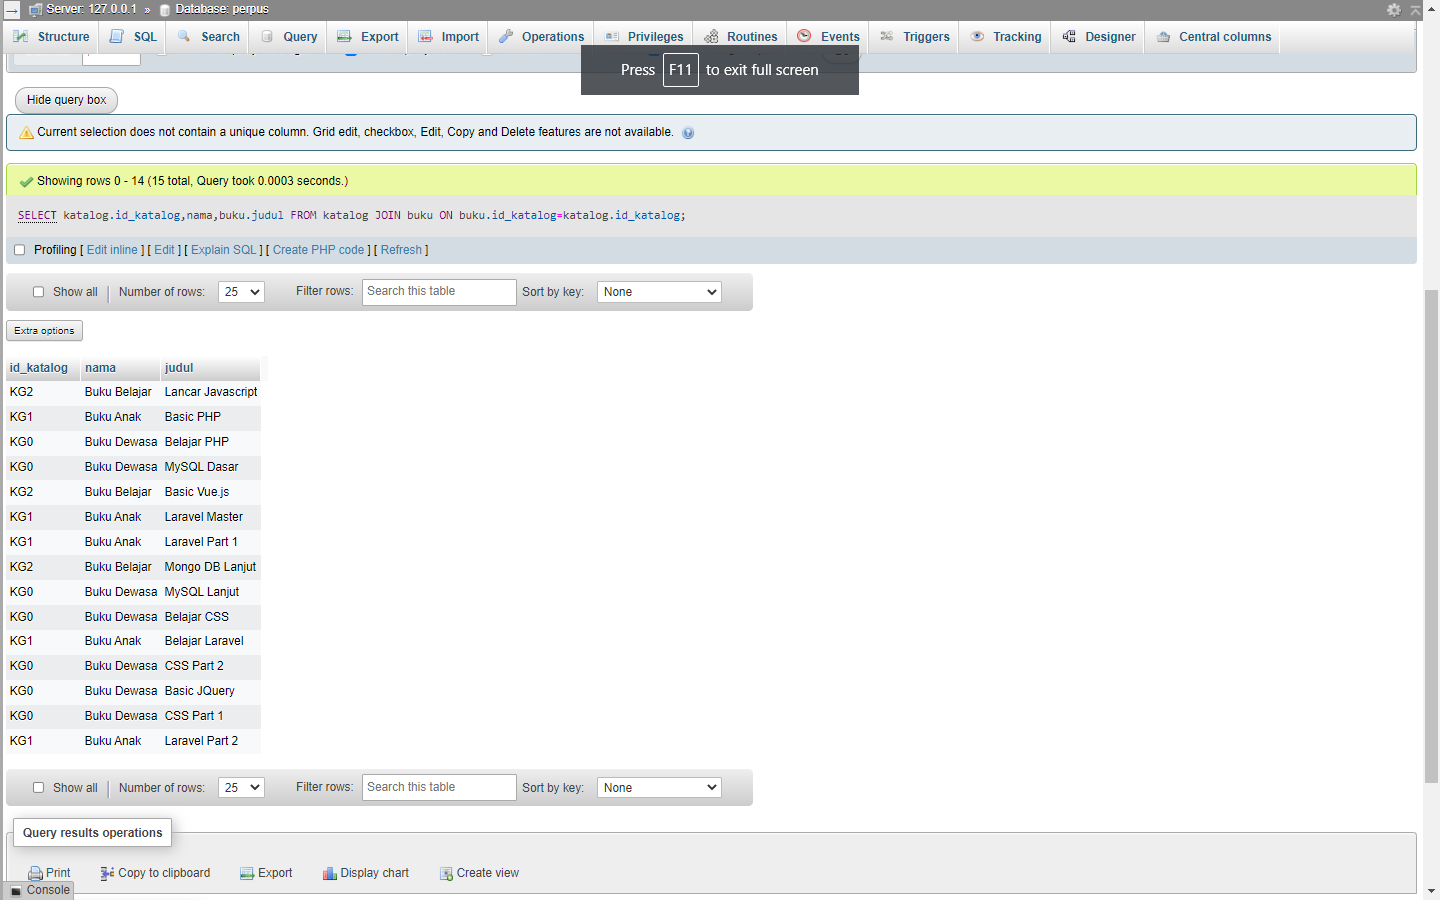 Server: 127.0.0.1 » Database: perpus
Structure SQL Search Query Export Import Operations Privileges Routines Events Triggers Tracking Designer Central columns
Press F11 to exit full screen
Hide query box
Current selection does not contain a unique column. Grid edit, checkbox, Edit, Copy and Delete features are not available.
Showing rows 0 - 14 (15 total, Query took 0.0003 seconds.)
SELECT katalog.id_katalog,nama,buku.judul FROM katalog JOIN buku ON buku.id_katalog=katalog.id_katalog;
Profiling [ Edit inline ] [ Edit ] [ Explain SQL ] [ Create PHP code ] [ Refresh ]
Show all | Number of rows: 25 Filter rows: Search this table Sort by key: None
Extra options
id_katalog nama judul
KG2 Buku Belajar Lancar Javascript
KG1 Buku Anak Basic PHP
KG0 Buku Dewasa Belajar PHP
KG0 Buku Dewasa MySQL Dasar
KG2 Buku Belajar Basic Vue.js
KG1 Buku Anak Laravel Master
KG1 Buku Anak Laravel Part 1
KG2 Buku Belajar Mongo DB Lanjut
KG0 Buku Dewasa MySQL Lanjut
KG0 Buku Dewasa Belajar CSS
KG1 Buku Anak Belajar Laravel
KG0 Buku Dewasa CSS Part 2
KG0 Buku Dewasa Basic JQuery
KG0 Buku Dewasa CSS Part 1
KG1 Buku Anak Laravel Part 2
Show all | Number of rows: 25 Filter rows: Search this table Sort by key: None
Query results operations
Print Copy to clipboard Export Display chart Create view
Console